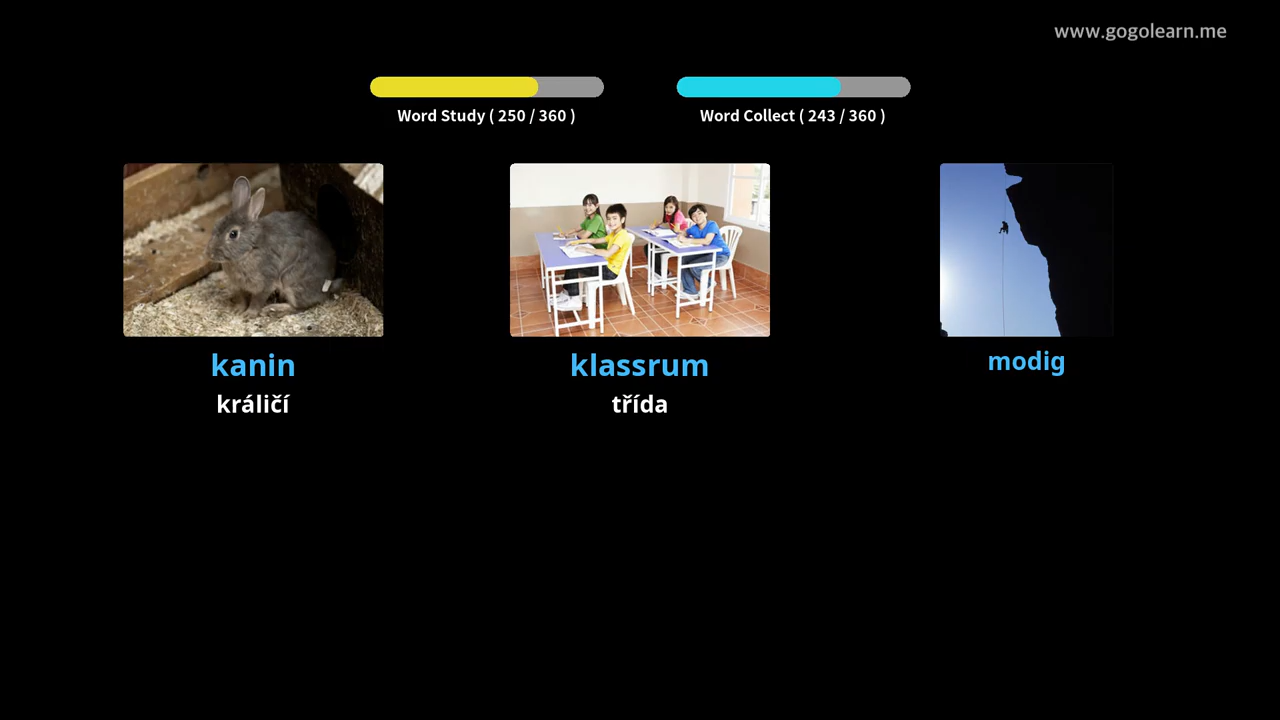 www.gogolearn.me
Word Study ( 250 / 360 )
Word Collect ( 243 / 360 )
kanin
klassrum
modig
králičí
třída